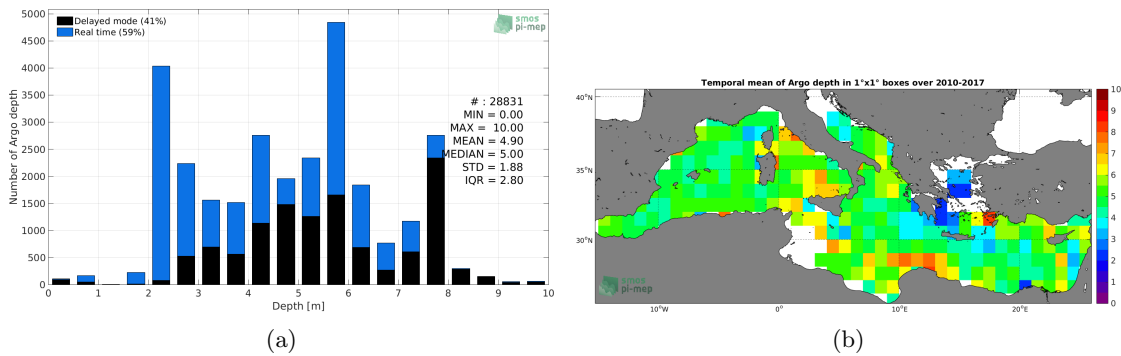 Delayed mode (41%)
Real time (59%)
smos
pi-mep
# : 28831
MIN = 0.00
MAX = 10.00
MEAN = 4.90
MEDIAN = 5.00
STD = 1.88
IQR = 2.80
Number of Argo depth
5000
4500
4000
3500
3000
2500
2000
1500
1000
500
0
0 1 2 3 4 5 6 7 8 9 10
Depth [m]
(a)
Temporal mean of Argo depth in 1°x1° boxes over 2010-2017
40°N
35°N
30°N
10°W 0°E 10°E 20°E
10
9
8
7
6
5
4
3
2
1
0
smos
pi-mep
(b)